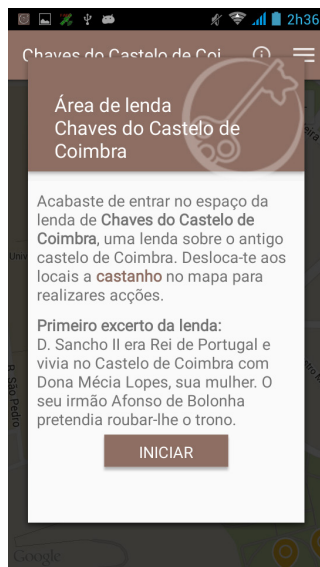 2h36
Chaves do Castelo de Coi
Área de lenda
Chaves do Castelo de
Coimbra
Acabaste de entrar no espaço da
lenda de Chaves do Castelo de
Coimbra, uma lenda sobre o antigo
castelo de Coimbra. Desloca-te aos
locais a castanho no mapa para
realizares acções.
Primeiro excerto da lenda:
D. Sancho II era Rei de Portugal e
vivia no Castelo de Coimbra com
Dona Mécia Lopes, sua mulher. O
seu irmão Afonso de Bolonha
pretendia roubar-lhe o trono.
INICIAR
R. São Pedro
Google